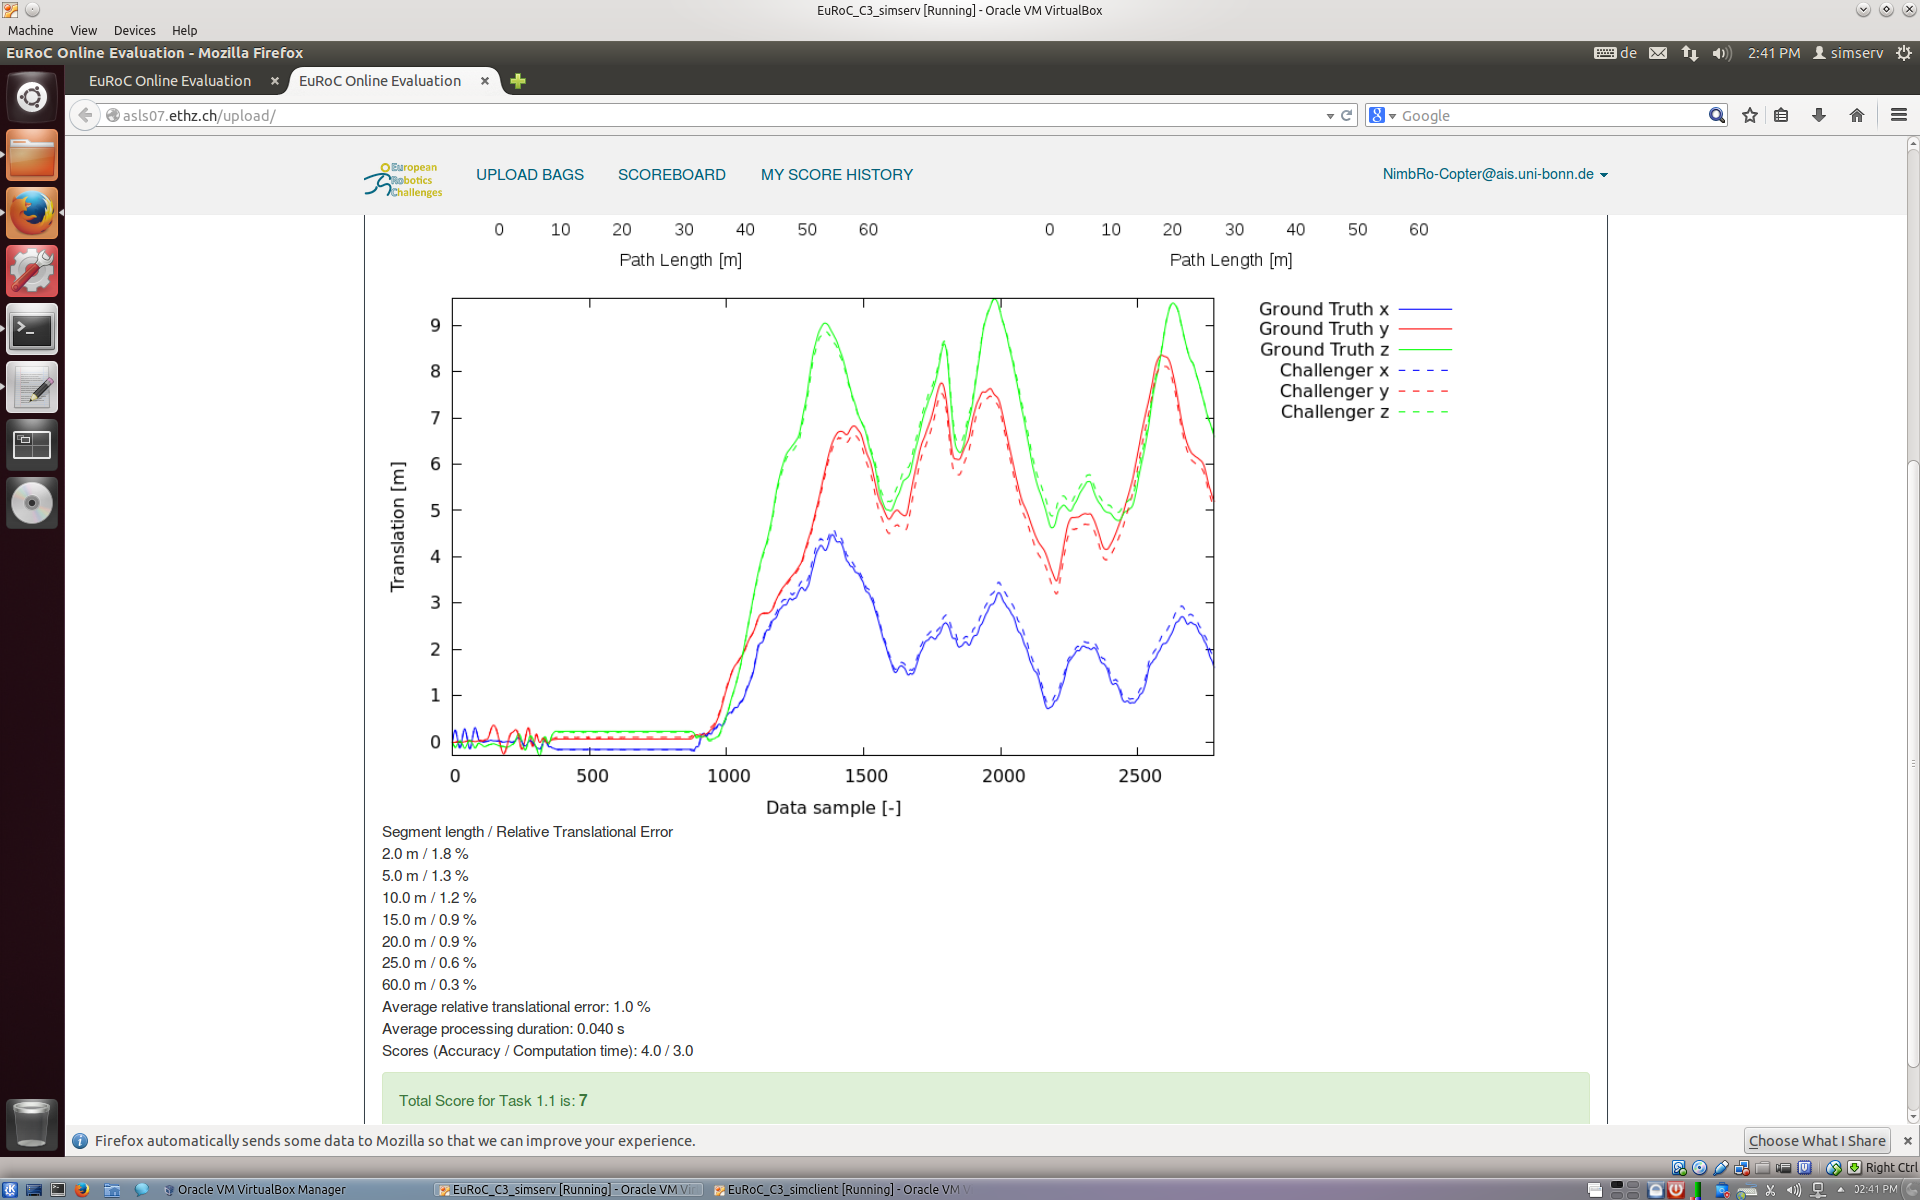 EuRoC_C3_simserv [Running] - Oracle VM VirtualBox
Machine View Devices Help
EuRoC Online Evaluation - Mozilla Firefox
de 2:41 PM simserv
EuRoC Online Evaluation
EuRoC Online Evaluation
asls07.ethz.ch/upload/
Google
European
Robotics
Challenges
UPLOAD BAGS SCOREBOARD MY SCORE HISTORY
NimbRo-Copter@ais.uni-bonn.de
0 10 20 30 40 50 60
0 10 20 30 40 50 60
Path Length [m]
Path Length [m]
Ground Truth x
Ground Truth y
Ground Truth z
Challenger x
Challenger y
Challenger z
9
8
7
6
5
4
3
2
1
0
Translation [m]
0 500 1000 1500 2000 2500
Data sample [-]
Segment length / Relative Translational Error
2.0 m / 1.8 %
5.0 m / 1.3 %
10.0 m / 1.2 %
15.0 m / 0.9 %
20.0 m / 0.9 %
25.0 m / 0.6 %
60.0 m / 0.3 %
Average relative translational error: 1.0 %
Average processing duration: 0.040 s
Scores (Accuracy / Computation time): 4.0 / 3.0
Total Score for Task 1.1 is: 7
Firefox automatically sends some data to Mozilla so that we can improve your experience.
Choose What I Share
Right Ctrl
Oracle VM VirtualBox Manager
EuRoC_C3_simserv [Running] - Oracle VM Vi
EuRoC_C3_simclient [Running] - Oracle VM V
02:41 PM